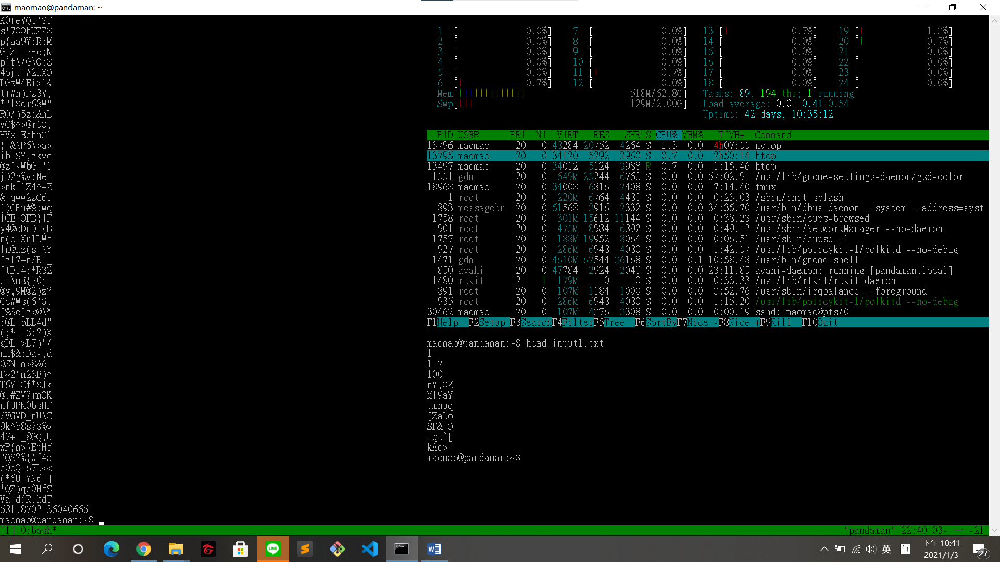 maomao@pandaman: ~
K0+e#QI'ST
s*7OOhUZZ8
p{aa9Y:R:M
G}Z-lzHe;N
p}f\/G\O:8
4ojt+#2kXO
LGzW4Ei>l&
t+#n)Pz3#,
*"l$cr68W"
RO/)5zd&hL
VC$^>@r5O,
HVx-Echn3l
{_&\P6\>a>
ib"SY,zkvc
@z]~WbG|'l
jD2g%v:Net
>nk|lZ4^+Z
&=qww2zC6l
})CPu#%:wq
|CE!QFB}IF
y4@oDuD+{B
n(o!XulLWt
|n@kz(s=\Y
Iz|7+n/B|_
[tBf4:*R32
Jz\mE{}0j-
@y,9M@2)z?
Gc#Ws(6'G.
[%Se]z<@\*
;@L=bLL4d"
(;*|-5:?)X
gDL_>L7)"/
nH$&:Da-,d
0SN|m>8&6i
F~2"m23B)^
T6YiCf*$Jk
@.#ZV?rmOK
nfUPK0bsHF
/VGVD_nU\C
9k^b8s?$%v
47+|_8GQ,U
wP{m>}EpHf
"QS?%{Wf4a
c0cQ-67L<<
(*6U=YN6]]
*QZ)qc0HfS
Va=d(R,kdT
581.8702136040665
maomao@pandaman:~$
1 [ 0.0%] 7 [ 0.0%] 13 [| 0.7%] 19 [| 1.3%]
2 [ 0.0%] 8 [ 0.0%] 14 [ 0.0%] 20 [| 0.7%]
3 [ 0.0%] 9 [ 0.0%] 15 [ 0.0%] 21 [ 0.0%]
4 [ 0.0%] 10 [ 0.0%] 16 [ 0.0%] 22 [ 0.0%]
5 [ 0.0%] 11 [| 0.7%] 17 [ 0.0%] 23 [ 0.0%]
6 [| 0.7%] 12 [ 0.0%] 18 [ 0.0%] 24 [ 0.0%]
Mem[||||||||||||| 518M/62.8G] Tasks: 89, 194 thr; 1 running
Swp[||| 129M/2.00G] Load average: 0.01 0.41 0.54
Uptime: 42 days, 10:35:12
PID USER PRI NI VIRT RES SHR S CPU% MEM% TIME+ Command
13796 maomao 20 0 48284 20752 4264 S 1.3 0.0 4h07:55 nvtop
13795 maomao 20 0 34120 5292 3960 S 0.7 0.0 2h50:14 htop
13497 maomao 20 0 34012 5124 3988 R 0.7 0.0 1:15.46 htop
1551 gdm 20 0 649M 25244 6768 S 0.0 0.0 57:02.91 /usr/lib/gnome-settings-daemon/gsd-color
18968 maomao 20 0 34008 6816 2408 S 0.0 0.0 7:14.40 tmux
1 root 20 0 220M 6764 4488 S 0.0 0.0 0:23.03 /sbin/init splash
893 messagebu 20 0 51568 3916 2332 S 0.0 0.0 34:35.70 /usr/bin/dbus-daemon --system --address=syst
1758 root 20 0 301M 15612 11144 S 0.0 0.0 0:38.23 /usr/sbin/cups-browsed
901 root 20 0 475M 8984 6892 S 0.0 0.0 0:49.12 /usr/sbin/NetworkManager --no-daemon
1757 root 20 0 188M 19952 8064 S 0.0 0.0 0:06.51 /usr/sbin/cupsd -l
927 root 20 0 286M 6948 4080 S 0.0 0.0 1:42.57 /usr/lib/policykit-1/polkitd --no-debug
1471 gdm 20 0 4610M 62544 36168 S 0.0 0.1 10:58.48 /usr/bin/gnome-shell
850 avahi 20 0 47784 2924 2048 S 0.0 0.0 23:11.85 avahi-daemon: running [pandaman.local]
1480 rtkit 21 1 179M 0 0 S 0.0 0.0 0:33.33 /usr/lib/rtkit/rtkit-daemon
891 root 20 0 107M 1184 1000 S 0.0 0.0 3:52.76 /usr/sbin/irqbalance --foreground
935 root 20 0 286M 6948 4080 S 0.0 0.0 1:15.20 /usr/lib/policykit-1/polkitd --no-debug
30462 maomao 20 0 107M 4376 3308 S 0.0 0.0 0:00.19 sshd: maomao@pts/0
F1Help F2Setup F3SearchF4FilterF5Tree F6SortByF7Nice -F8Nice +F9Kill F10Quit
maomao@pandaman:~$ head input1.txt
1
1 2
100
nY,OZ
Ml9aY
Umnuq
[ZaLo
SF&*O
-qL`[
kAc>'
maomao@pandaman:~$
[1] 0:bash*
"pandaman" 22:40 03- 一 -21
LINE
英
下午 10:41
2021/1/3
27